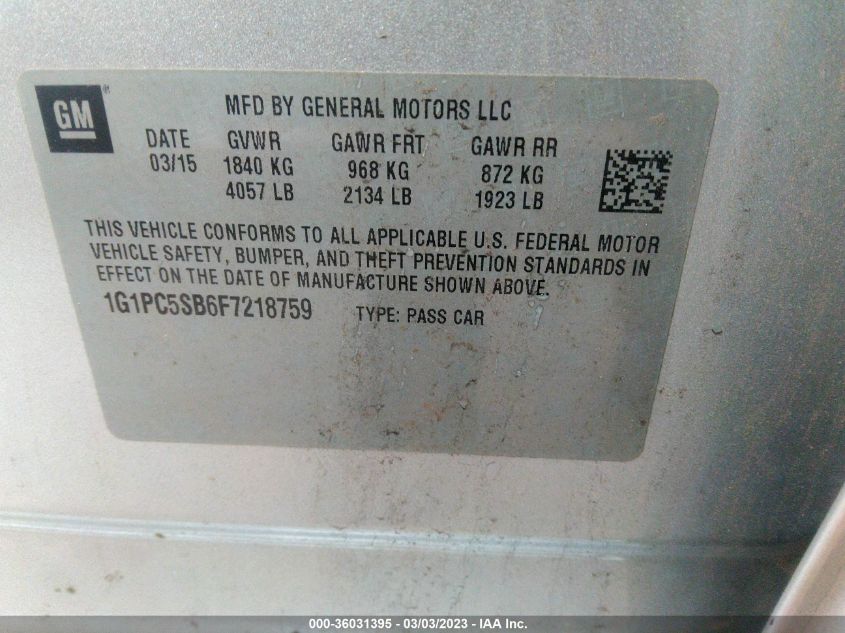 GM ®
MFD BY GENERAL MOTORS LLC
DATE GVWR GAWR FRT GAWR RR
03/15 1840 KG 968 KG 872 KG
4057 LB 2134 LB 1923 LB
THIS VEHICLE CONFORMS TO ALL APPLICABLE U.S. FEDERAL MOTOR
VEHICLE SAFETY, BUMPER, AND THEFT PREVENTION STANDARDS IN
EFFECT ON THE DATE OF MANUFACTURE SHOWN ABOVE.
1G1PC5SB6F7218759 TYPE: PASS CAR
000-36031395 - 03/03/2023 - IAA Inc.